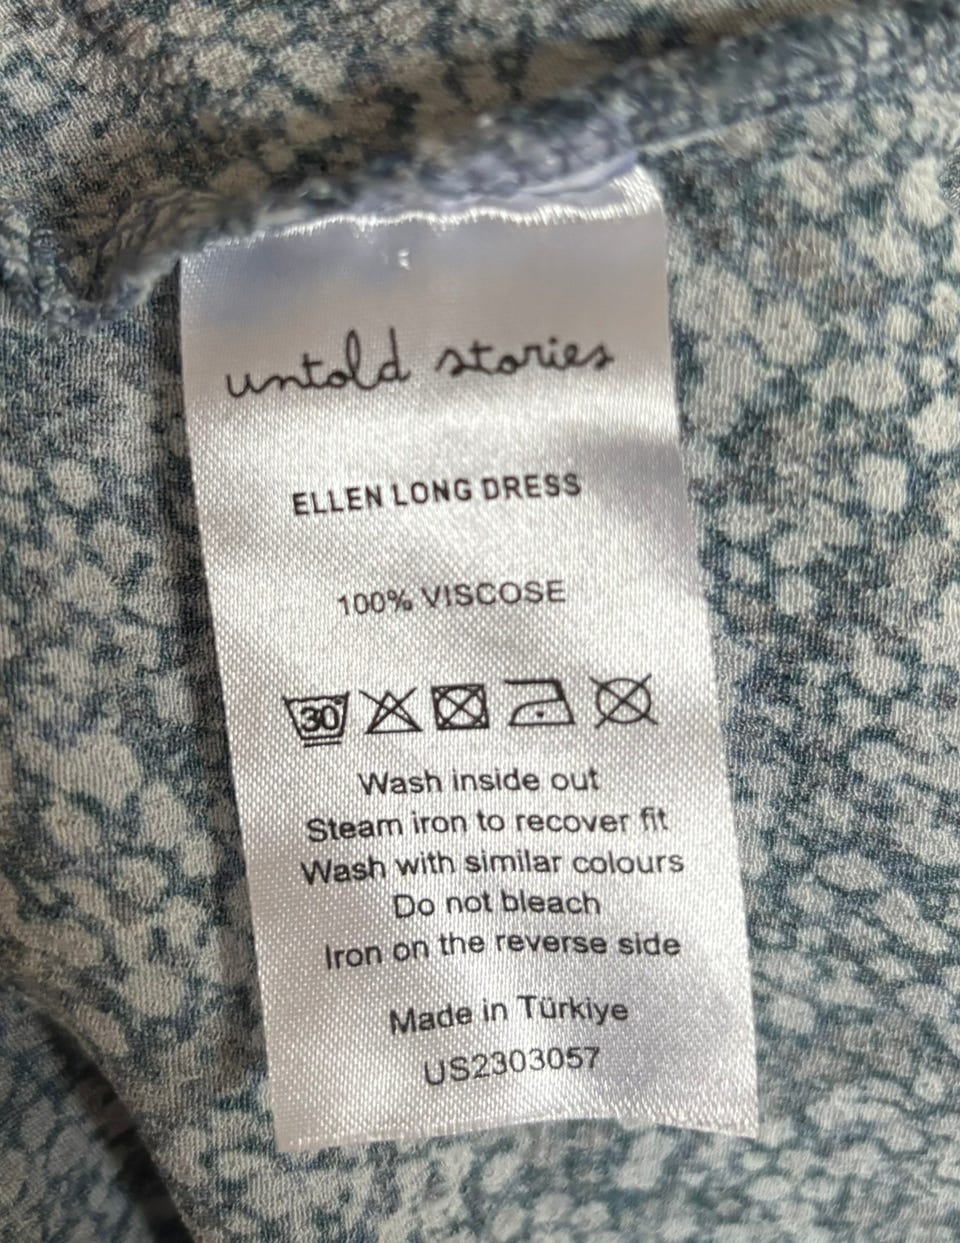 untold stories
ELLEN LONG DRESS
100% VISCOSE
30
Wash inside out
Steam iron to recover fit
Wash with similar colours
Do not bleach
Iron on the reverse side
Made in Türkiye
US2303057